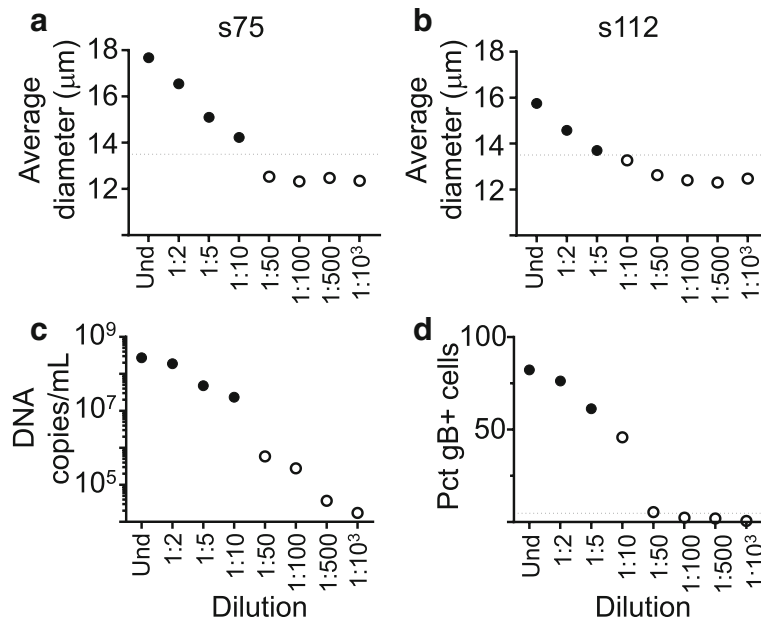 a
s75
Average
diameter (μm)
18
16
14
12
Und
1:2
1:5
1:10
1:50
1:100
1:500
1:10³
b
s112
Average
diameter (μm)
18
16
14
12
Und
1:2
1:5
1:10
1:50
1:100
1:500
1:10³
c
DNA
copies/mL
10⁹
10⁷
10⁵
Und
1:2
1:5
1:10
1:50
1:100
1:500
1:10³
Dilution
d
Pct gB+ cells
100
50
0
Und
1:2
1:5
1:10
1:50
1:100
1:500
1:10³
Dilution